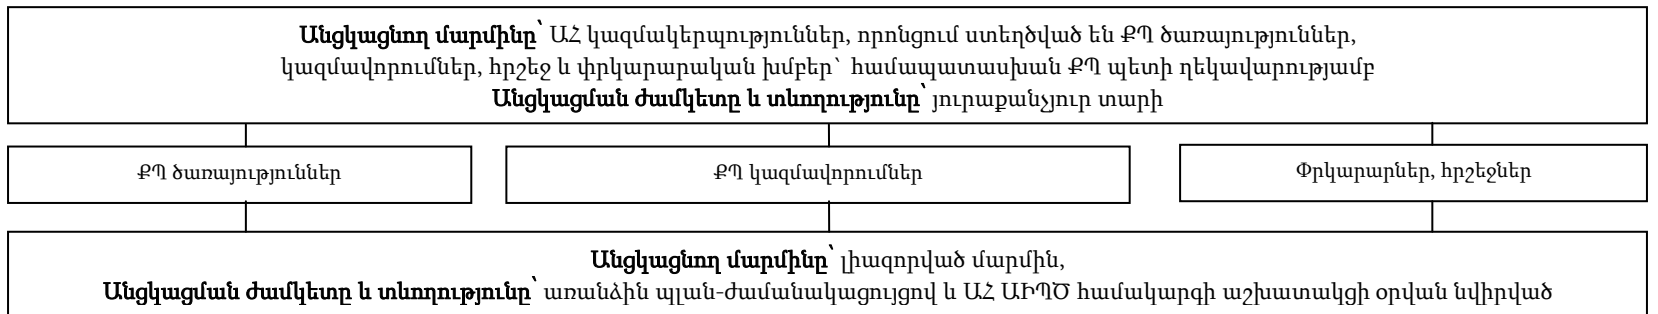 Անցկացնող մարմինը՝ ԱՀ կազմակերպություններ, որոնցում ստեղծված են ՔՊ ծառայություններ,
կազմավորումներ, հրշեջ և փրկարարական խմբեր՝ համապատասխան ՔՊ պետի ղեկավարությամբ
Անցկացման ժամկետը և տևողությունը՝ յուրաքանչյուր տարի
ՔՊ ծառայություններ
ՔՊ կազմավորումներ
Փրկարարներ, հրշեջներ
Անցկացնող մարմինը՝ լիազորված մարմին,
Անցկացման ժամկետը և տևողությունը՝ առանձին պլան-ժամանակացույցով և ԱՀ ԱԻՊԾ համակարգի աշխատակցի օրվան նվիրված